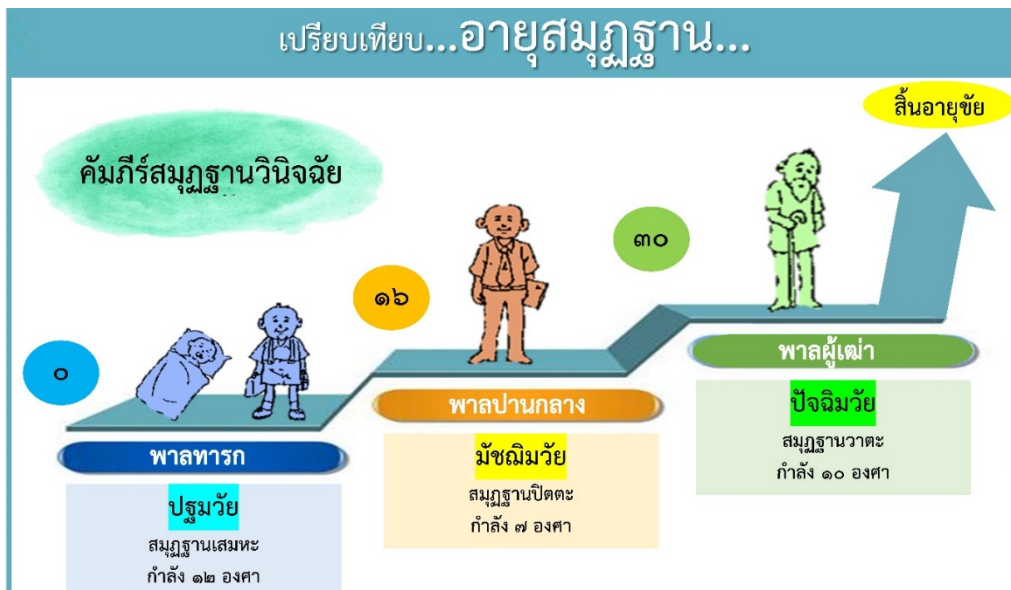 เปรียบเทียบ...อายุสมุฏฐาน...
สิ้นอายุขัย
คัมภีร์สมุฏฐานวินิจฉัย
๓๐
๑๖
๐
พาลผู้เฒ่า
ปัจฉิมวัย
สมุฏฐานวาตะ
กำลัง ๑๐ องศา
พาลปานกลาง
มัชฌิมวัย
สมุฏฐานปิตตะ
กำลัง ๗ องศา
พาลทารก
ปฐมวัย
สมุฏฐานเสมหะ
กำลัง ๑๒ องศา